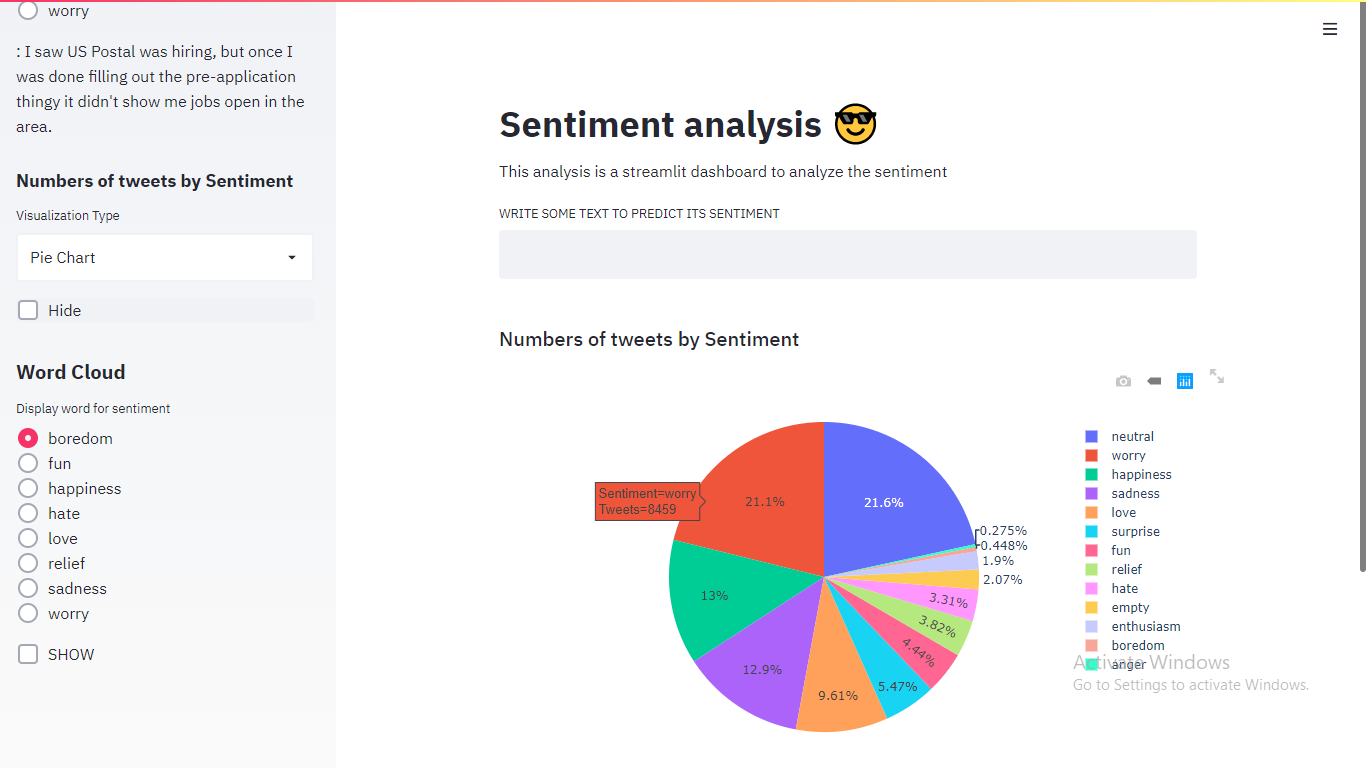 worry
: I saw US Postal was hiring, but once I
was done filling out the pre-application
thingy it didn't show me jobs open in the
area.
Numbers of tweets by Sentiment
Visualization Type
Pie Chart
Hide
Word Cloud
Display word for sentiment
boredom
fun
happiness
hate
love
relief
sadness
worry
SHOW
Sentiment analysis
This analysis is a streamlit dashboard to analyze the sentiment
WRITE SOME TEXT TO PREDICT ITS SENTIMENT
Numbers of tweets by Sentiment
Sentiment=worry
Tweets=8459
21.1%
21.6%
0.275%
0.448%
1.9%
2.07%
3.31%
3.82%
4.44%
5.47%
9.61%
12.9%
13%
neutral
worry
happiness
sadness
love
surprise
fun
relief
hate
empty
enthusiasm
boredom
anger
Activate Windows
Go to Settings to activate Windows.